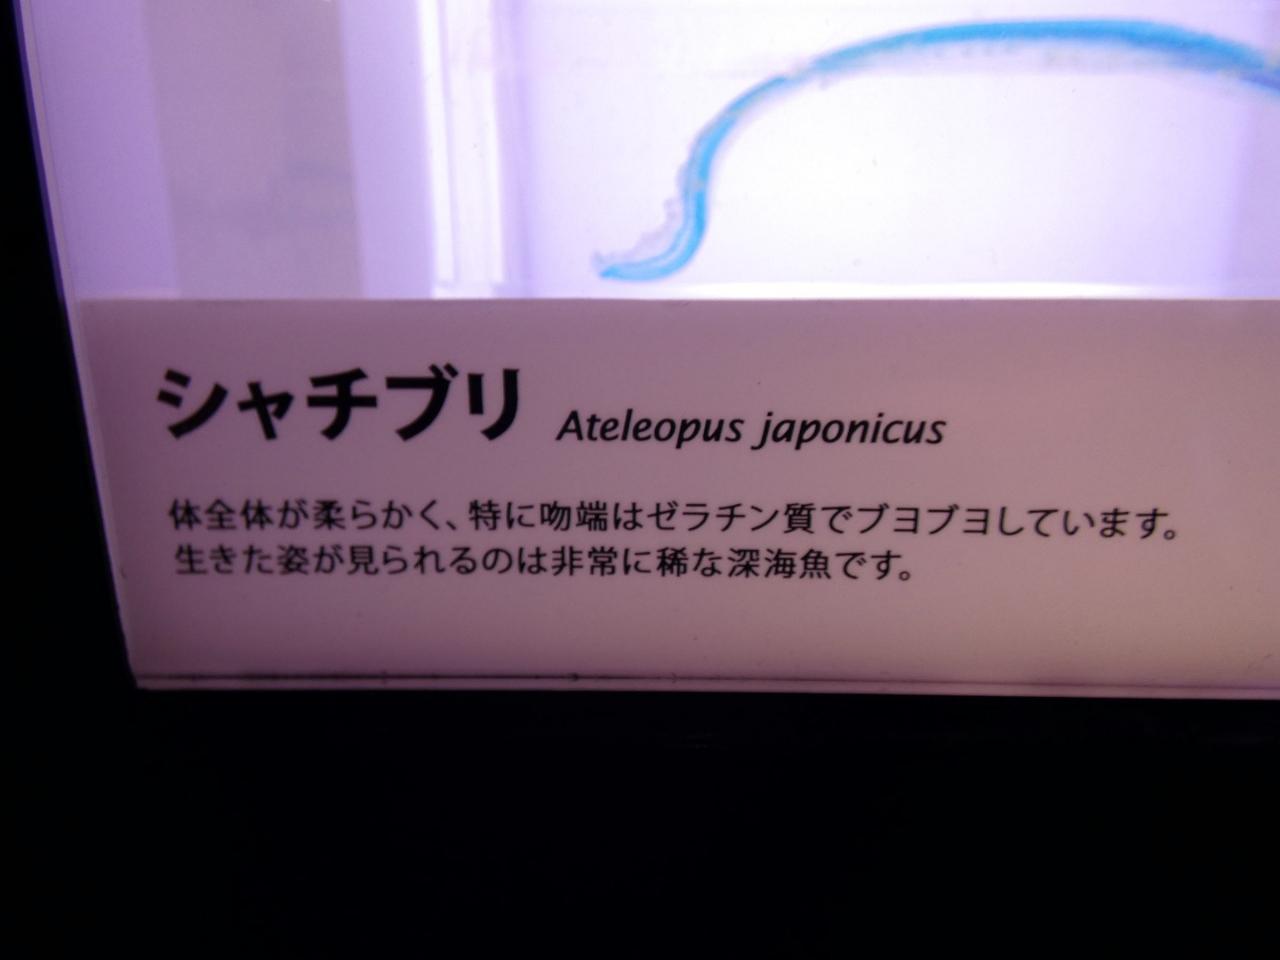 シャチブリ Ateleopus japonicus
体全体が柔らかく、特に吻端はゼラチン質でブヨブヨしています。
生きた姿が見られるのは非常に稀な深海魚です。